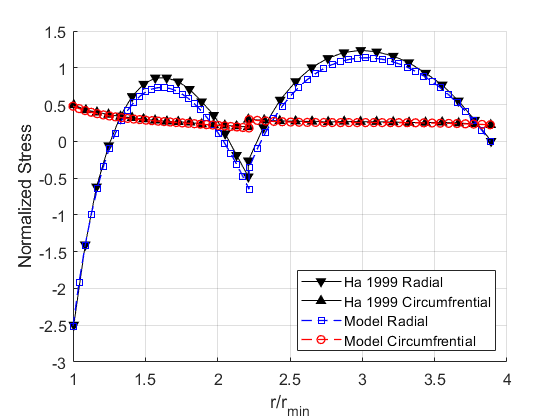 1.5
1
0.5
0
-0.5
-1
-1.5
-2
-2.5
-3
Normalized Stress
1
1.5
2
2.5
3
3.5
4
r/r_min
Ha 1999 Radial
Ha 1999 Circumfrential
Model Radial
Model Circumfrential